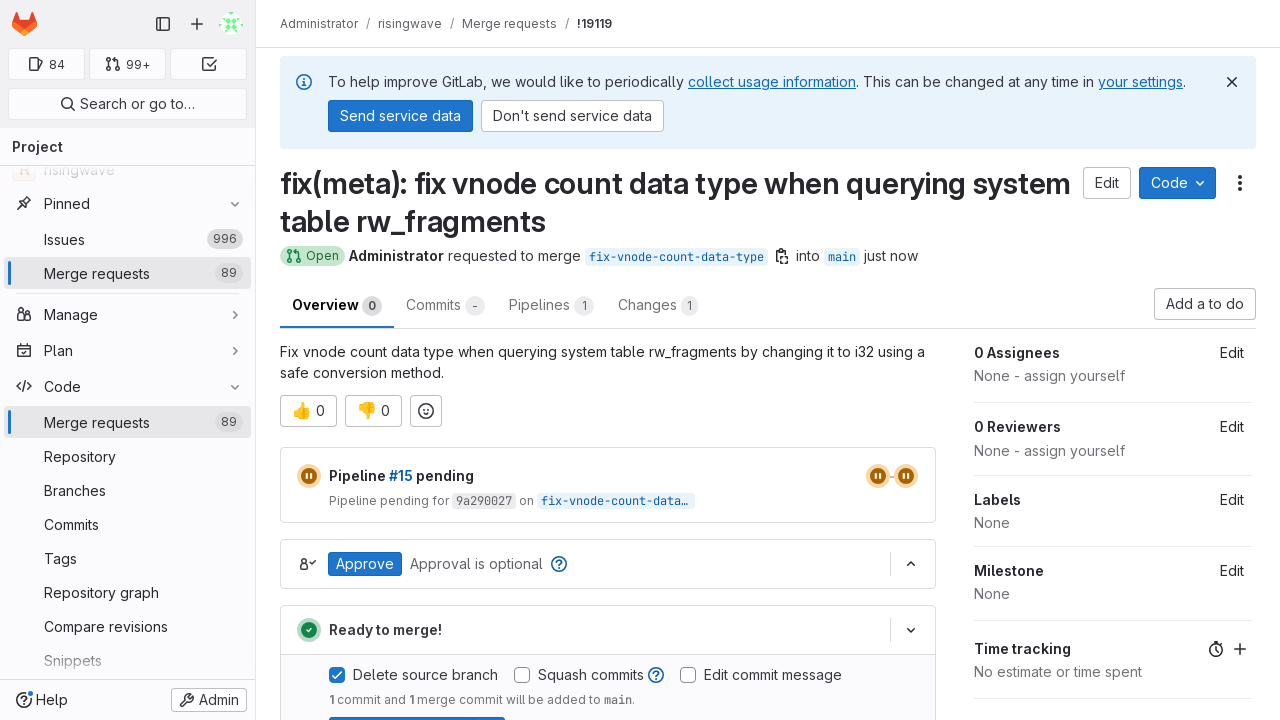 Administrator / risingwave / Merge requests / !19119
84 99+
Search or go to…
Project
R risingwave
Pinned
Issues 996
Merge requests 89
Manage
Plan
Code
Merge requests 89
Repository
Branches
Commits
Tags
Repository graph
Compare revisions
Snippets
Help Admin
To help improve GitLab, we would like to periodically collect usage information. This can be changed at any time in your settings.
Send service data Don't send service data
fix(meta): fix vnode count data type when querying system
table rw_fragments
Edit Code
Open Administrator requested to merge fix-vnode-count-data-type into main just now
Overview 0 Commits - Pipelines 1 Changes 1
Add a to do
Fix vnode count data type when querying system table rw_fragments by changing it to i32 using a
safe conversion method.
👍 0 👎 0
Pipeline #15 pending
Pipeline pending for 9a290027 on fix-vnode-count-data…
Approve Approval is optional
Ready to merge!
Delete source branch Squash commits Edit commit message
1 commit and 1 merge commit will be added to main.
0 Assignees Edit
None - assign yourself
0 Reviewers Edit
None - assign yourself
Labels Edit
None
Milestone Edit
None
Time tracking
No estimate or time spent